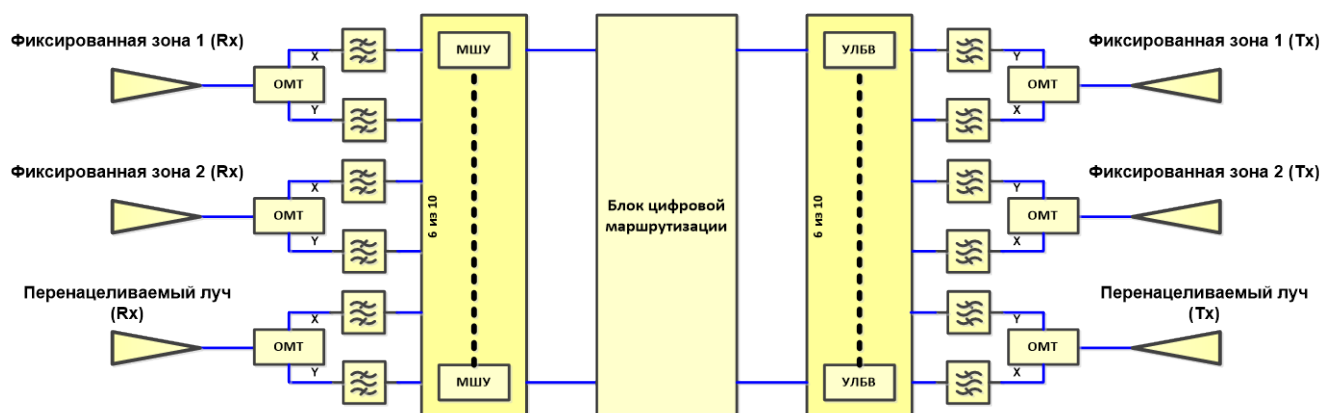 Фиксированная зона 1 (Rx)
ОМТ
X
Y
МШУ
УЛБВ
Y
X
ОМТ
Фиксированная зона 1 (Tx)
Фиксированная зона 2 (Rx)
ОМТ
X
Y
6 из 10
Блок цифровой
маршрутизации
6 из 10
Y
X
ОМТ
Фиксированная зона 2 (Tx)
Перенацеливаемый луч
(Rx)
ОМТ
X
Y
МШУ
УЛБВ
Y
X
ОМТ
Перенацеливаемый луч
(Tx)